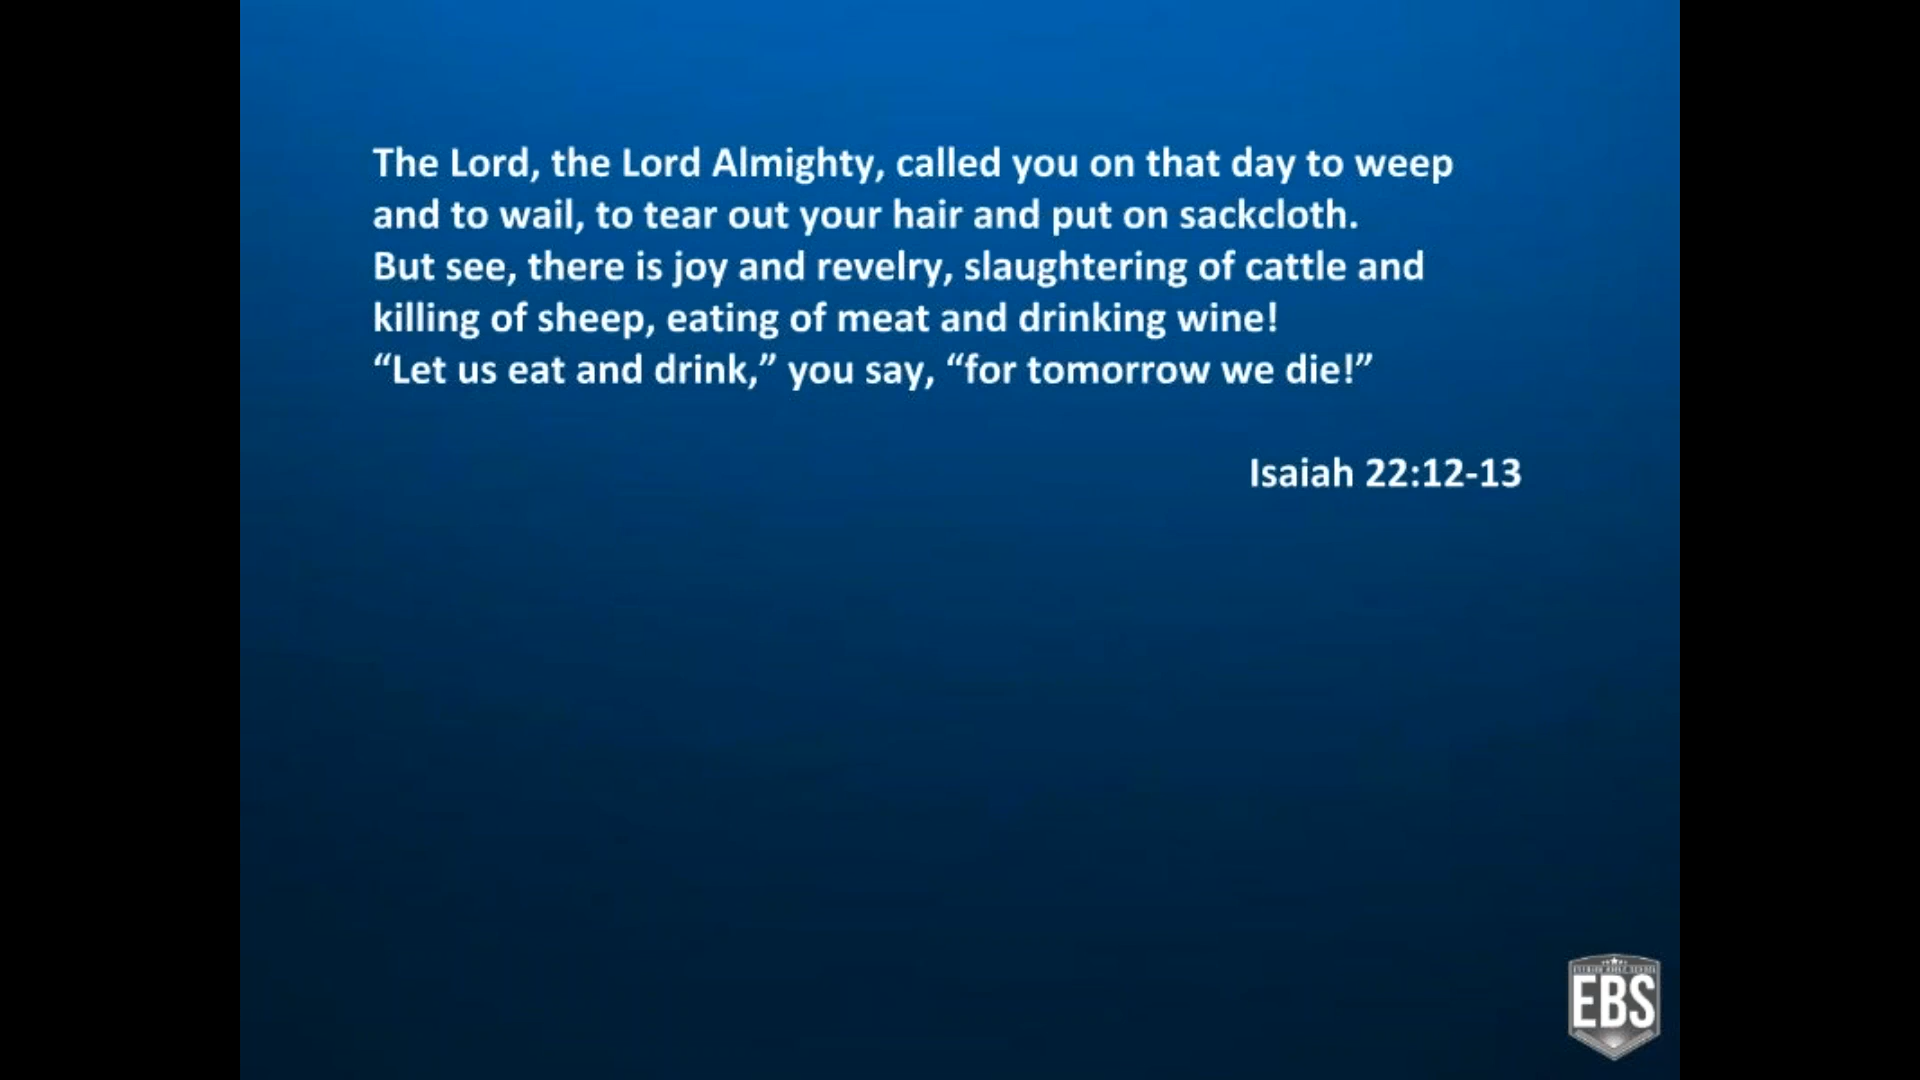 The Lord, the Lord Almighty, called you on that day to weep
and to wail, to tear out your hair and put on sackcloth.
But see, there is joy and revelry, slaughtering of cattle and
killing of sheep, eating of meat and drinking wine!
“Let us eat and drink,” you say, “for tomorrow we die!”
Isaiah 22:12-13
EBS